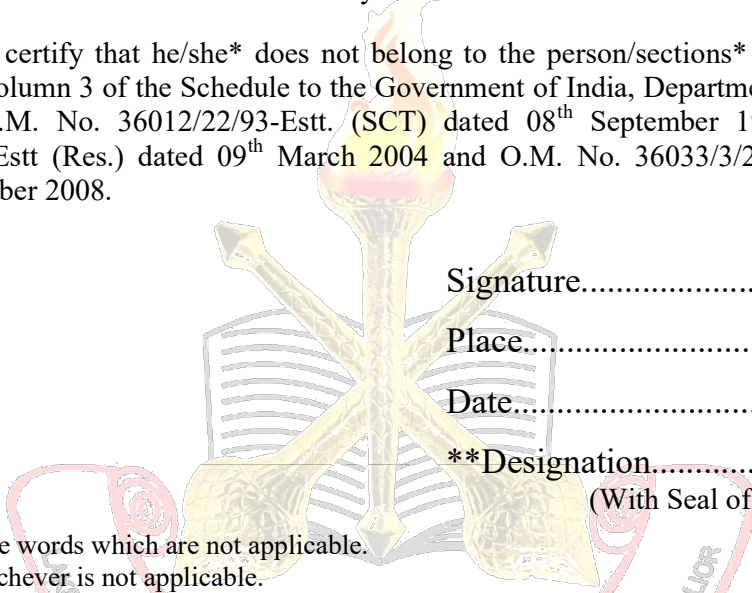 certify that he/she* does not belong to the person/sections*
olumn 3 of the Schedule to the Government of India, Departme
.M. No. 36012/22/93-Estt. (SCT) dated 08th September 1
Estt (Res.) dated 09th March 2004 and O.M. No. 36033/3/2
ber 2008.
Signature......................
Place...........................
Date............................
**Designation.............
(With Seal of
e words which are not applicable.
chever is not applicable.
LIOR